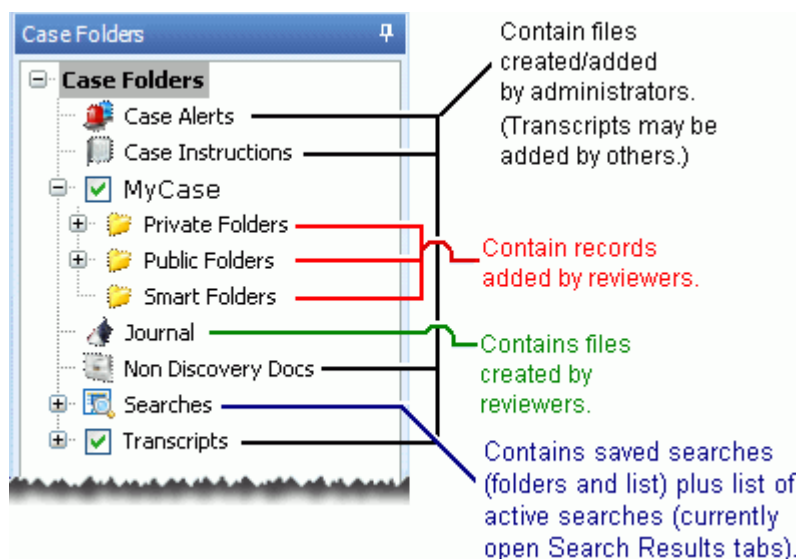 Case Folders
Case Folders
Case Alerts
Case Instructions
MyCase
Private Folders
Public Folders
Smart Folders
Journal
Non Discovery Docs
Searches
Transcripts
Contain files
created/added
by administrators.
(Transcripts may be
added by others.)
Contain records
added by reviewers.
Contains files
created by
reviewers.
Contains saved searches
(folders and list) plus list of
active searches (currently
open Search Results tabs).